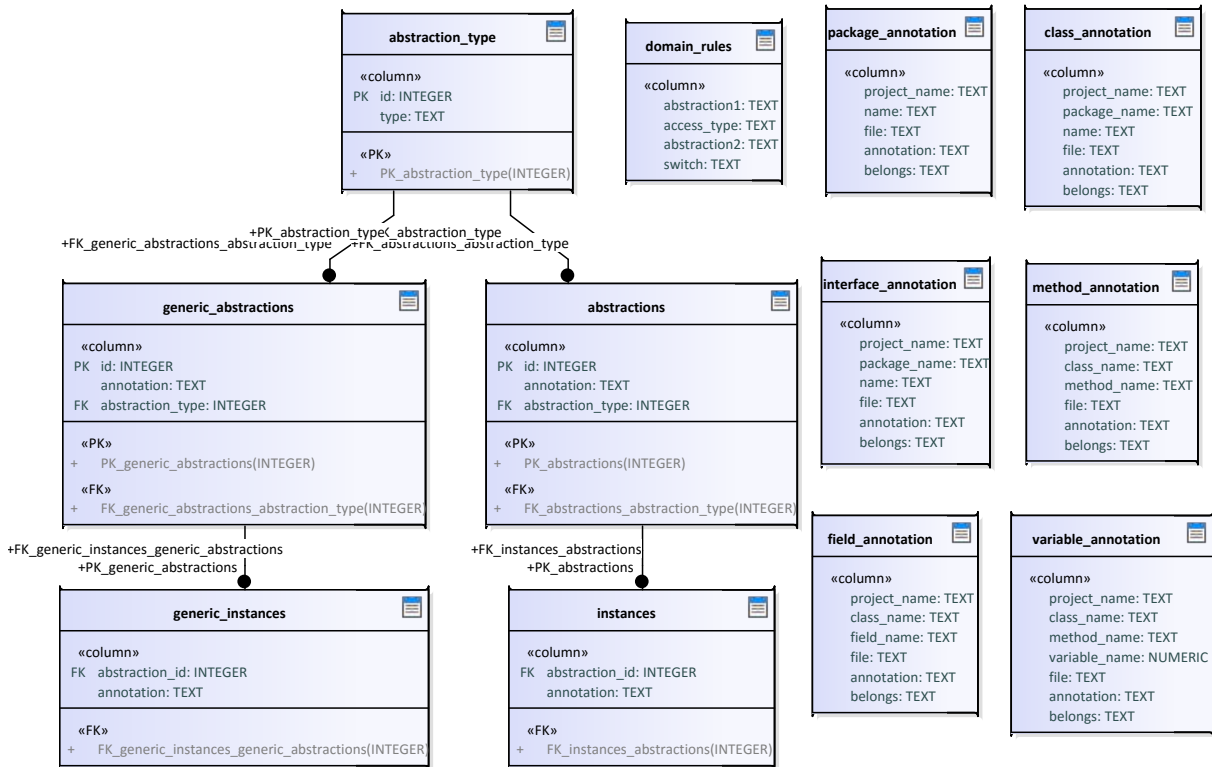 abstraction_type
«column»
PK id: INTEGER
type: TEXT
«PK»
+ PK_abstraction_type(INTEGER)
domain_rules
«column»
abstraction1: TEXT
access_type: TEXT
abstraction2: TEXT
switch: TEXT
package_annotation
«column»
project_name: TEXT
name: TEXT
file: TEXT
annotation: TEXT
belongs: TEXT
class_annotation
«column»
project_name: TEXT
package_name: TEXT
name: TEXT
file: TEXT
annotation: TEXT
belongs: TEXT
+PK_abstraction_type
_abstraction_type
+FK_generic_abstractions_abstraction_type
+FK_abstractions_abstraction_type
generic_abstractions
«column»
PK id: INTEGER
annotation: TEXT
FK abstraction_type: INTEGER
«PK»
+ PK_generic_abstractions(INTEGER)
«FK»
+ FK_generic_abstractions_abstraction_type(INTEGER)
abstractions
«column»
PK id: INTEGER
annotation: TEXT
FK abstraction_type: INTEGER
«PK»
+ PK_abstractions(INTEGER)
«FK»
+ FK_abstractions_abstraction_type(INTEGER)
interface_annotation
«column»
project_name: TEXT
package_name: TEXT
name: TEXT
file: TEXT
annotation: TEXT
belongs: TEXT
method_annotation
«column»
project_name: TEXT
class_name: TEXT
method_name: TEXT
file: TEXT
annotation: TEXT
belongs: TEXT
+FK_generic_instances_generic_abstractions
+PK_generic_abstractions
+FK_instances_abstractions
+PK_abstractions
generic_instances
«column»
FK abstraction_id: INTEGER
annotation: TEXT
«FK»
+ FK_generic_instances_generic_abstractions(INTEGER)
instances
«column»
FK abstraction_id: INTEGER
annotation: TEXT
«FK»
+ FK_instances_abstractions(INTEGER)
field_annotation
«column»
project_name: TEXT
class_name: TEXT
field_name: TEXT
file: TEXT
annotation: TEXT
belongs: TEXT
variable_annotation
«column»
project_name: TEXT
class_name: TEXT
method_name: TEXT
variable_name: NUMERIC
file: TEXT
annotation: TEXT
belongs: TEXT